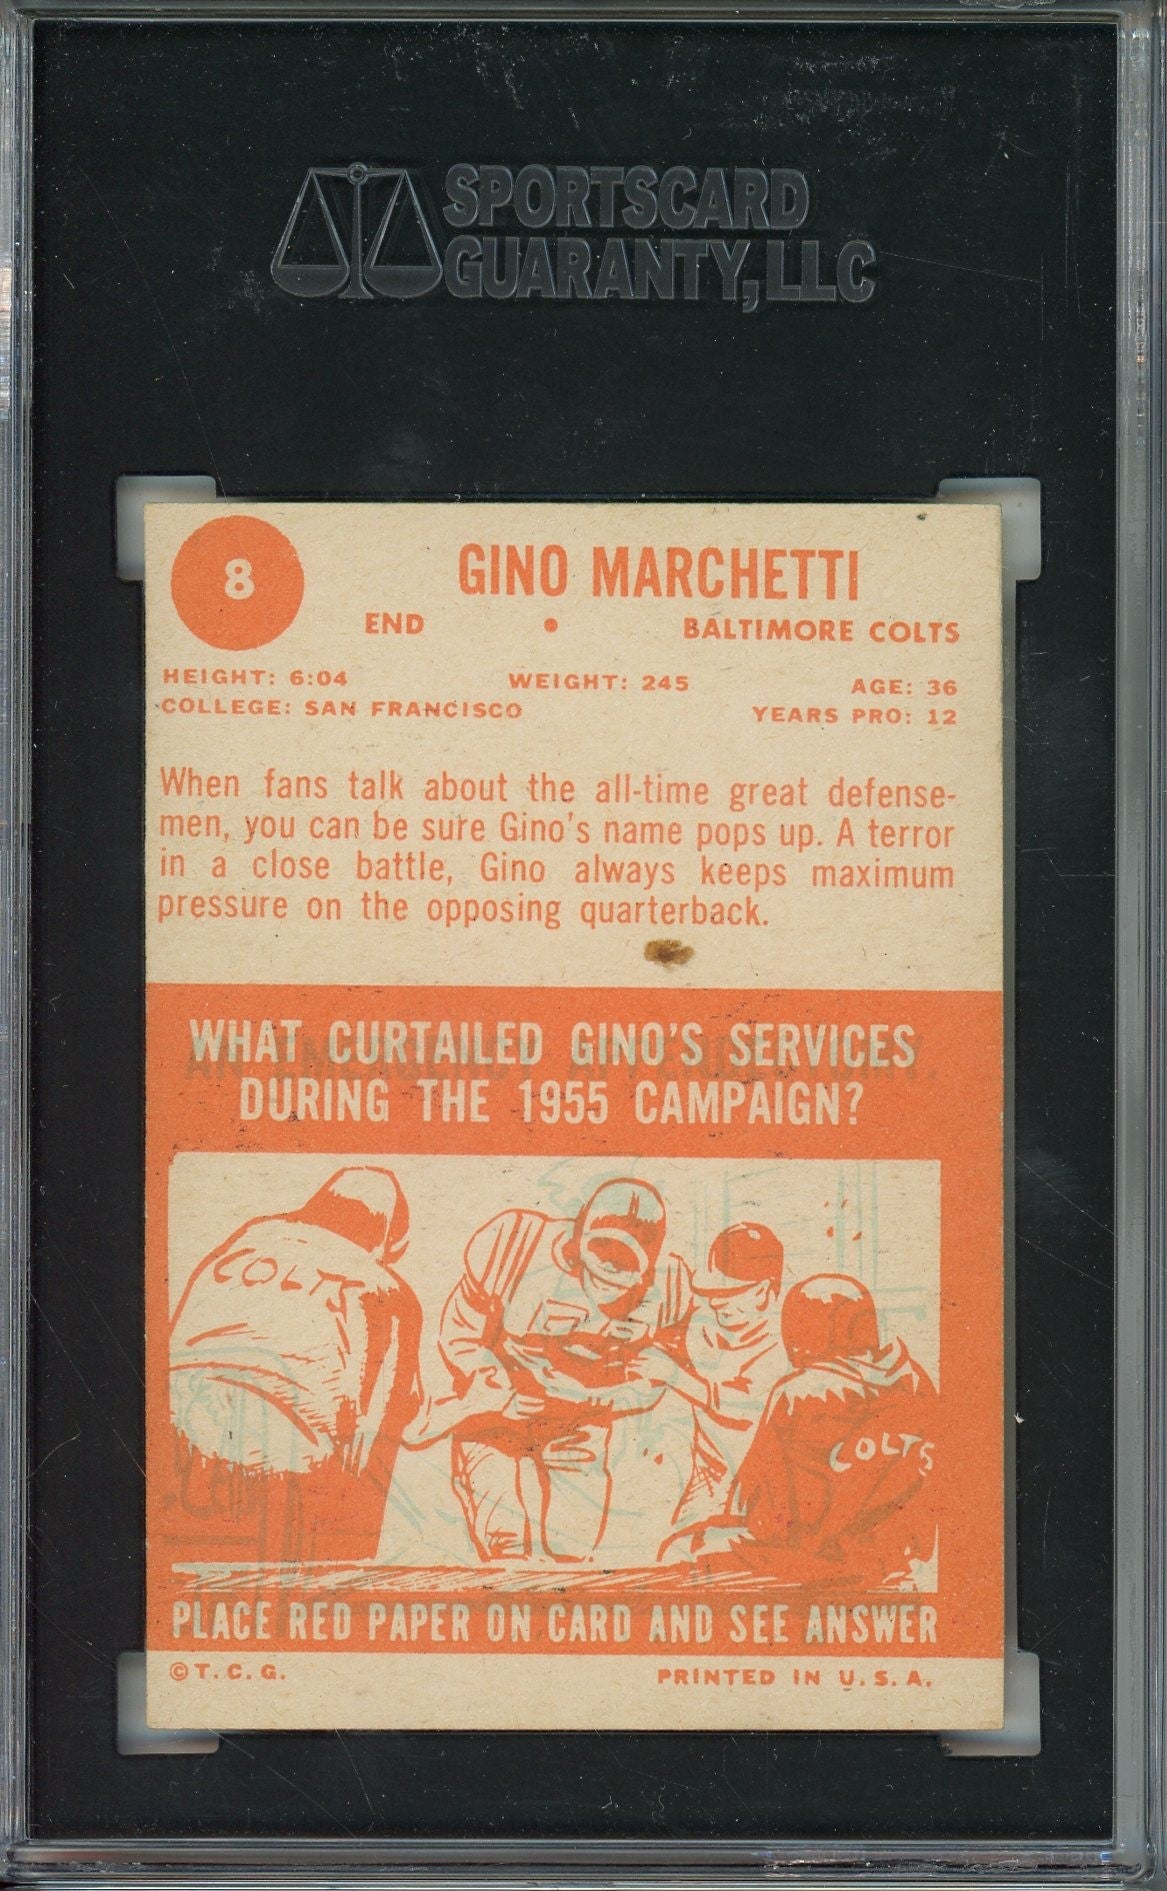 SPORTSCARD
GUARANTY, LLC
8
GINO MARCHETTI
END • BALTIMORE COLTS
HEIGHT: 6:04 WEIGHT: 245 AGE: 36
COLLEGE: SAN FRANCISCO YEARS PRO: 12
When fans talk about the all-time great defense-
men, you can be sure Gino's name pops up. A terror
in a close battle, Gino always keeps maximum
pressure on the opposing quarterback.
WHAT CURTAILED GINO'S SERVICES
AN EMERGENCY APPENDECTOMY.
DURING THE 1955 CAMPAIGN?
COLTS
COLTS
PLACE RED PAPER ON CARD AND SEE ANSWER
©T.C.G. PRINTED IN U.S.A.